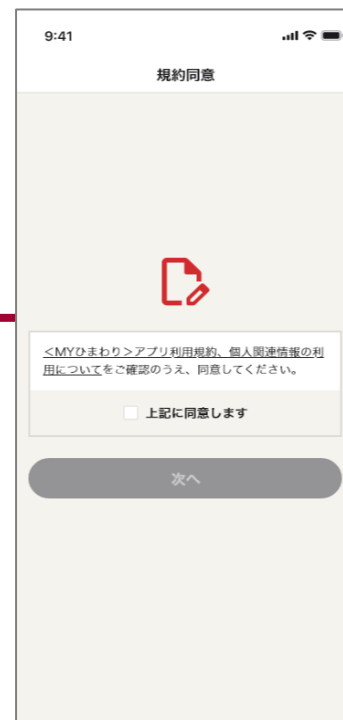 9:41
規約同意
<MYひまわり>アプリ利用規約、個人関連情報の利
用についてをご確認のうえ、同意してください。
上記に同意します
次へ